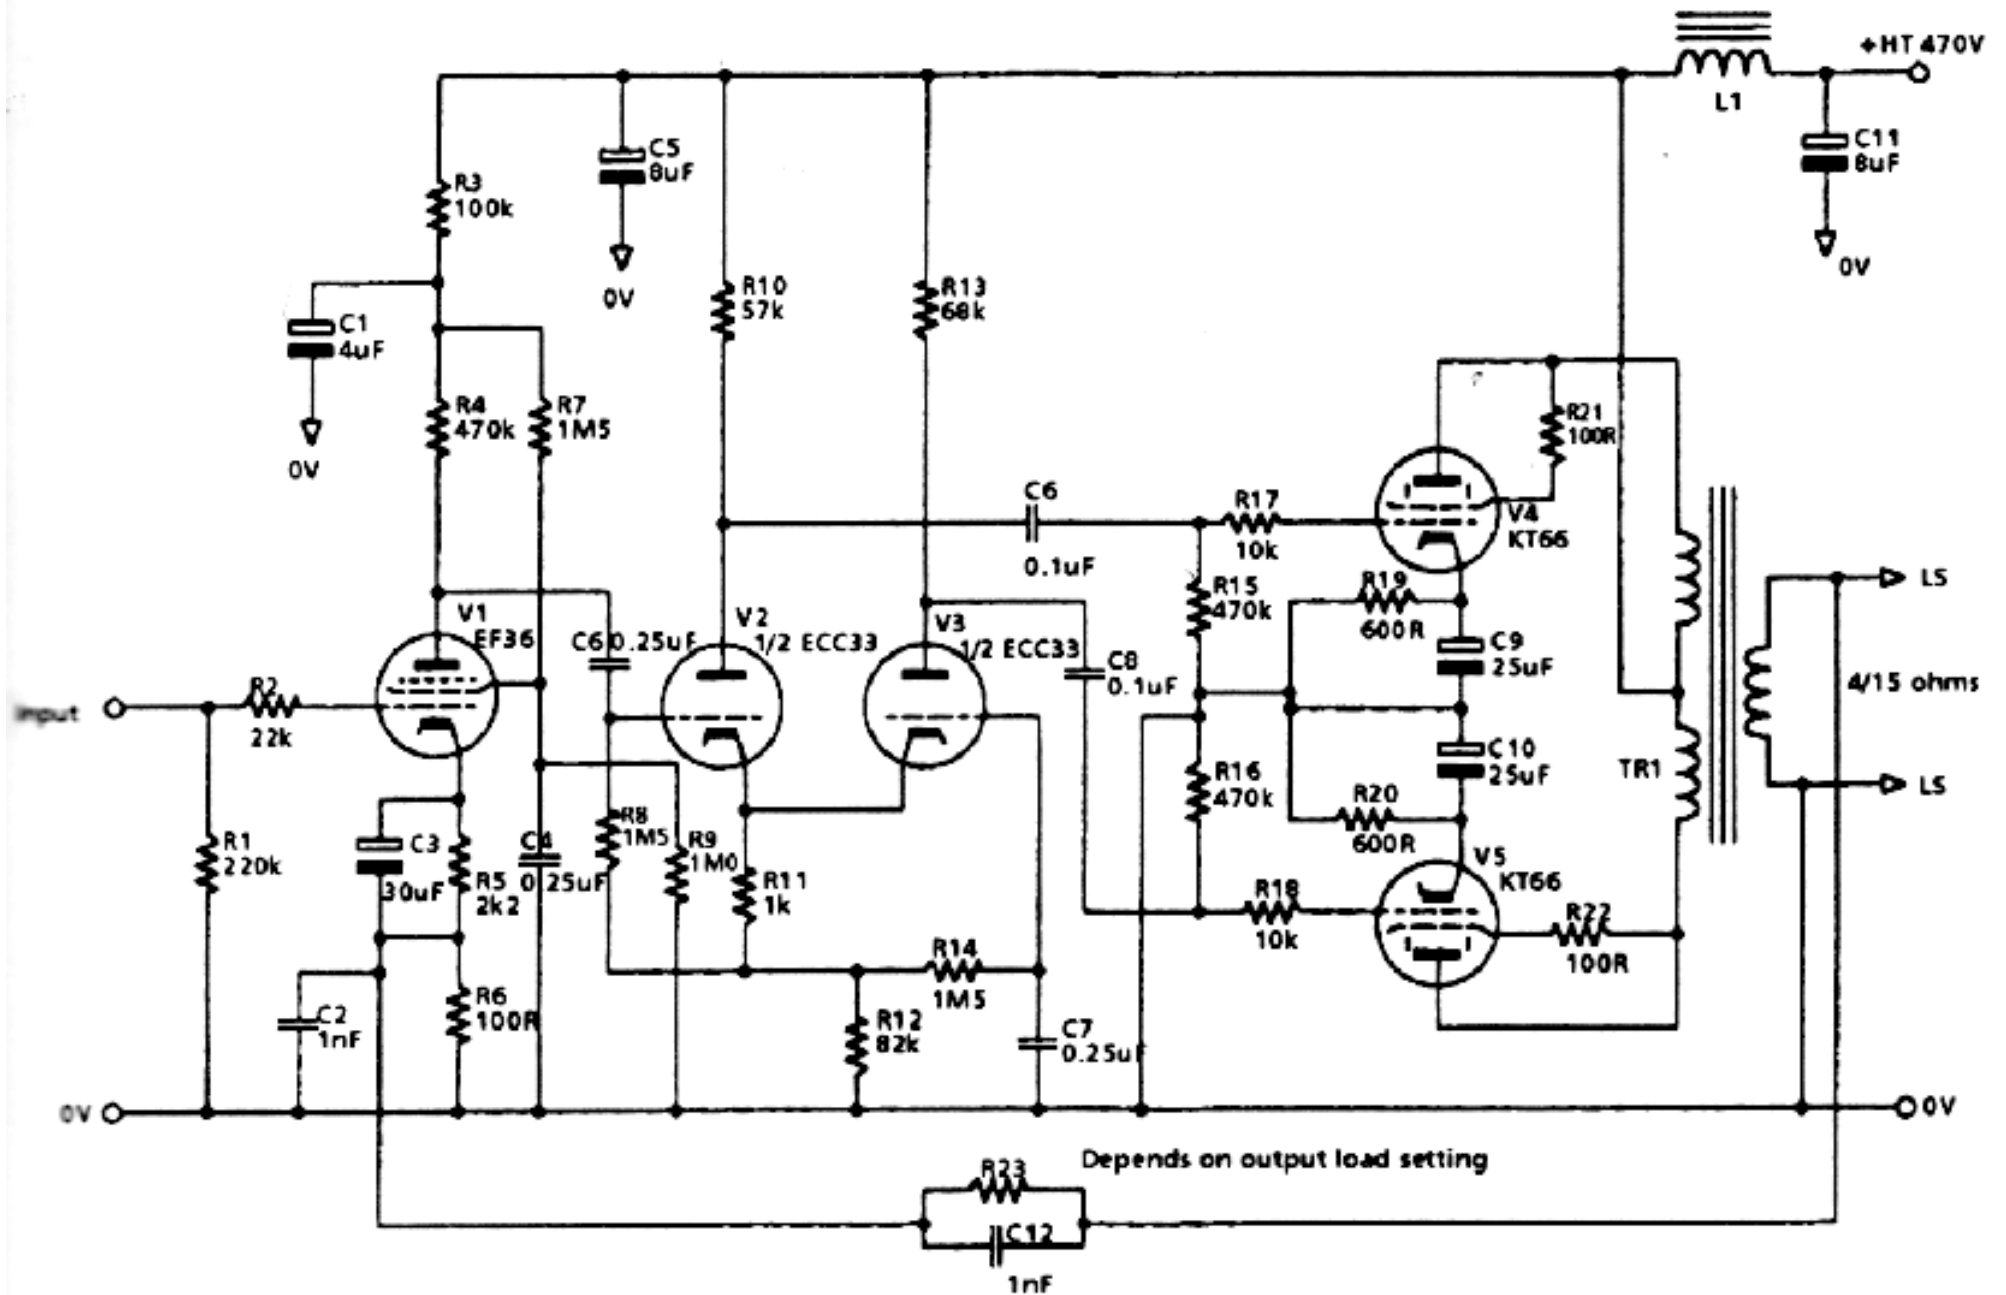 +HT 470V
L1
C11
8uF
0V
C5
8uF
0V
R3
100k
C1
4uF
0V
R10
57k
R13
68k
R4
470k
R7
1M5
R21
100R
C6
0.1uF
R17
10k
V4
KT66
R15
470k
R19
600R
C9
25uF
LS
V1
EF36
C6 0.25uF
V2
1/2 ECC33
V3
1/2 ECC33
C8
0.1uF
4/15 ohms
Input
R2
22k
C10
25uF
TR1
LS
R16
470k
R20
600R
R1
220k
C3
30uF
R5
2k2
C4
0.25uF
R8
1M5
R9
1M0
R11
1k
V5
KT66
R18
10k
R22
100R
R14
1M5
C2
1nF
R6
100R
R12
82k
C7
0.25uF
0V
0V
Depends on output load setting
R23
C12
1nF